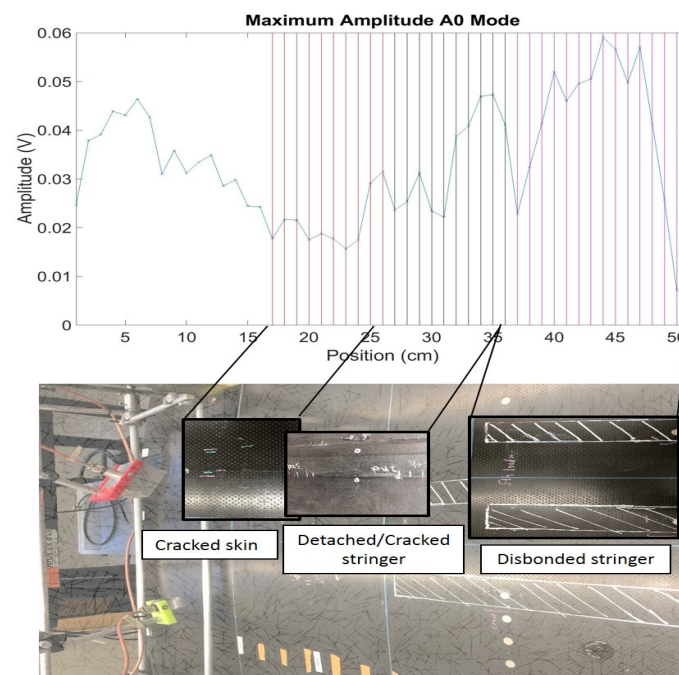 Maximum Amplitude A0 Mode
Amplitude (V)
0.06
0.05
0.04
0.03
0.02
0.01
0
5
10
15
20
25
30
35
40
45
50
Position (cm)
Cracked skin
Detached/Cracked
stringer
Disbonded stringer